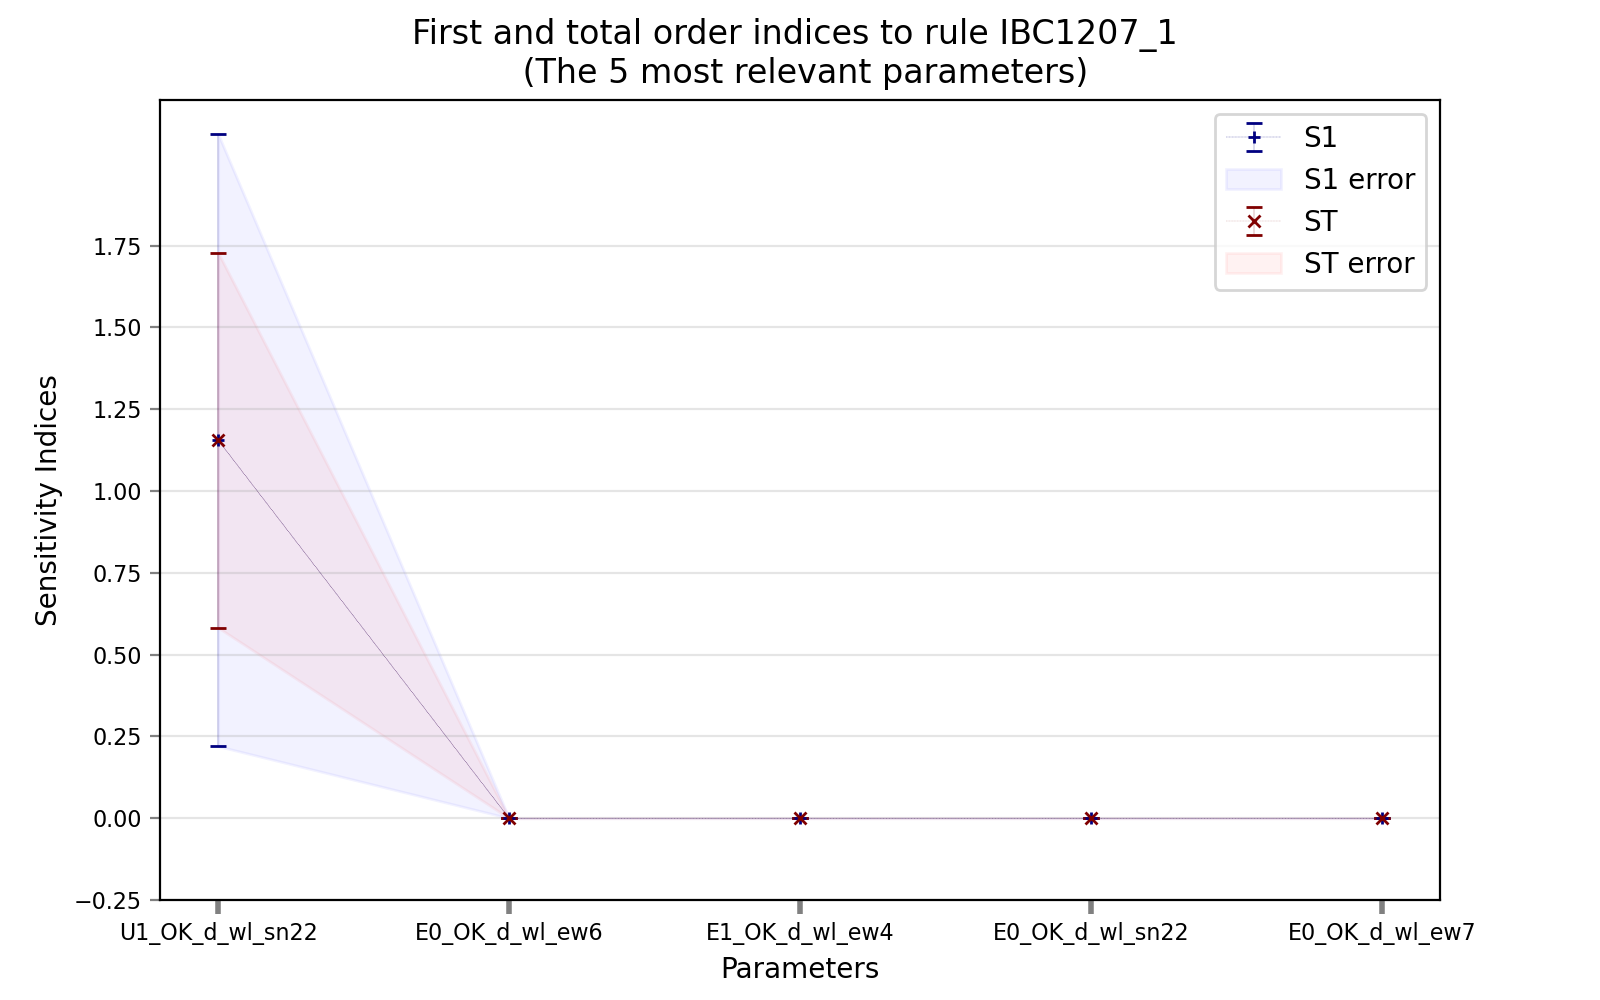 First and total order indices to rule IBC1207_1
(The 5 most relevant parameters)
S1
S1 error
ST
ST error
Sensitivity Indices
1.75
1.50
1.25
1.00
0.75
0.50
0.25
0.00
−0.25
U1_OK_d_wl_sn22 E0_OK_d_wl_ew6 E1_OK_d_wl_ew4 E0_OK_d_wl_sn22 E0_OK_d_wl_ew7
Parameters